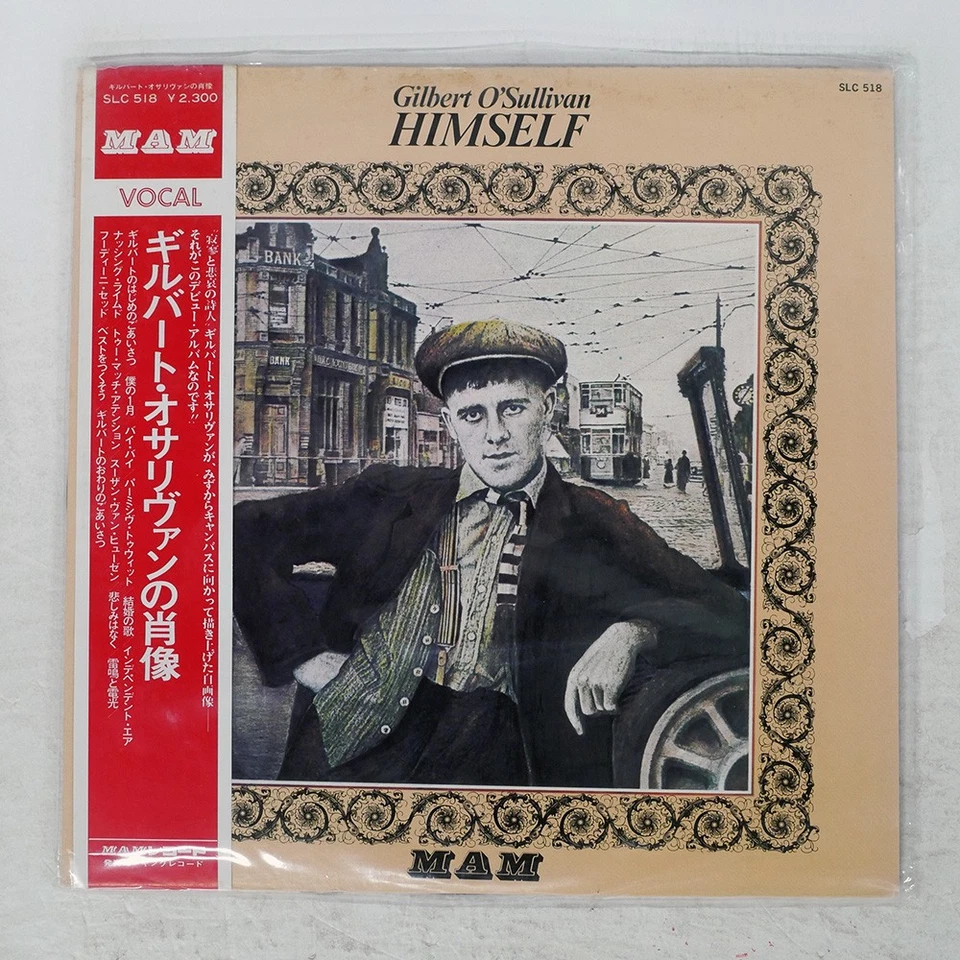 ギルバート・オサリヴァンの肖像
SLC 518 ¥2.300
MAM
VOCAL
"寂寥と悲哀の詩人"ギルバート・オサリヴァンが、みずからキャンバスに向かって描き上げた自画像——
それがこのデビュー・アルバムなのです!!
ギルバート・オサリヴァンの肖像
ギルバートのはじめのごあいさつ 僕の1月 バイ・バイ パーミシヴ・トゥウィット 結婚の歌 インデペンデント・エア
ナッシング・ライムド トゥー・マッチ・アテンション スーザン・ヴァン・ヒューゼン 悲しみはなく 雷鳴と電光
フーディーニ・セッド ベストをつくそう ギルバートのおわりのごあいさつ
Gilbert O'Sullivan
HIMSELF
SLC 518
BANK
BANK
MAM
MAM